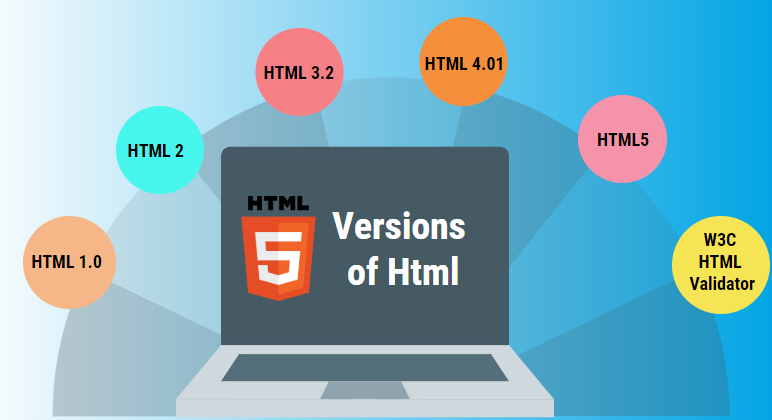 HTML 1.0
HTML 2
HTML 3.2
HTML 4.01
HTML5
W3C
HTML
Validator
HTML
5
Versions
of Html